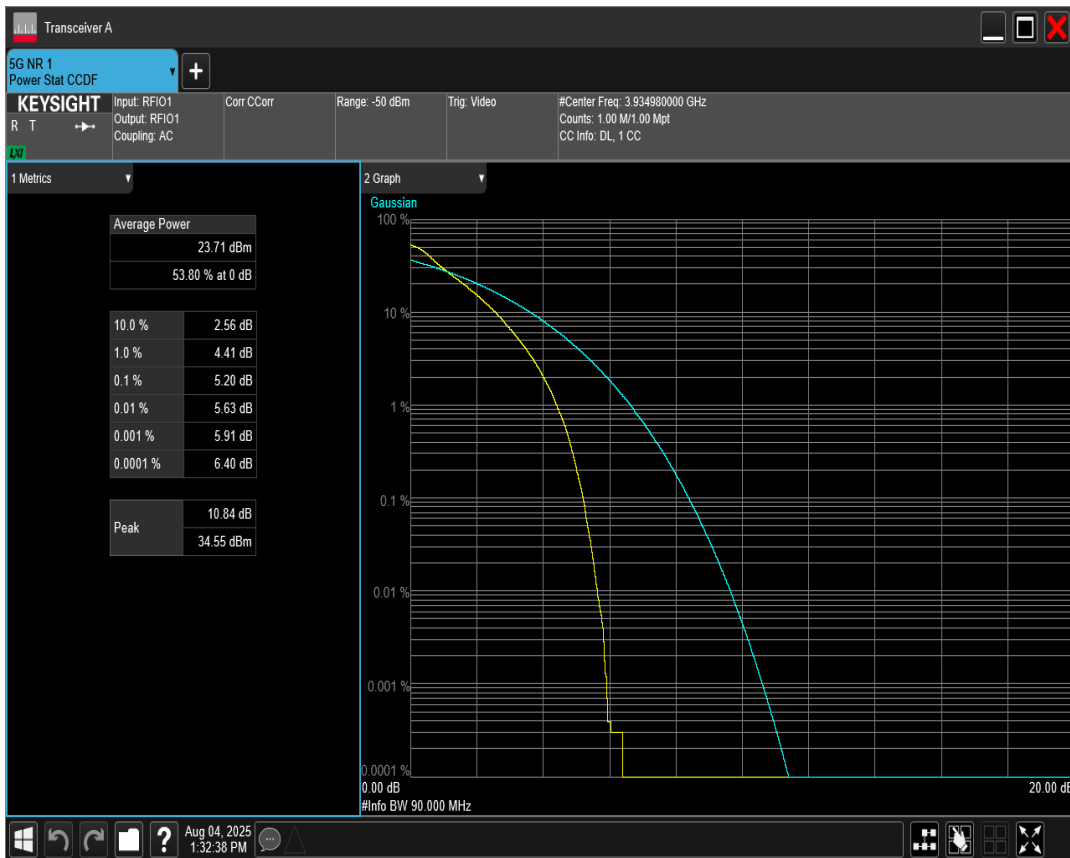 Transceiver A
5G NR 1
Power Stat CCDF
KEYSIGHT
R T
LXI
Input: RFIO1
Output: RFIO1
Coupling: AC
Corr CCorr
Range: -50 dBm
Trig: Video
#Center Freq: 3.934980000 GHz
Counts: 1.00 M/1.00 Mpt
CC Info: DL, 1 CC
1 Metrics
Average Power
23.71 dBm
53.80 % at 0 dB
10.0 % 2.56 dB
1.0 % 4.41 dB
0.1 % 5.20 dB
0.01 % 5.63 dB
0.001 % 5.91 dB
0.0001 % 6.40 dB
Peak
10.84 dB
34.55 dBm
2 Graph
Gaussian
100 %
10 %
1 %
0.1 %
0.01 %
0.001 %
0.0001 %
0.00 dB
20.00 dB
#Info BW 90.000 MHz
?
Aug 04, 2025
1:32:38 PM